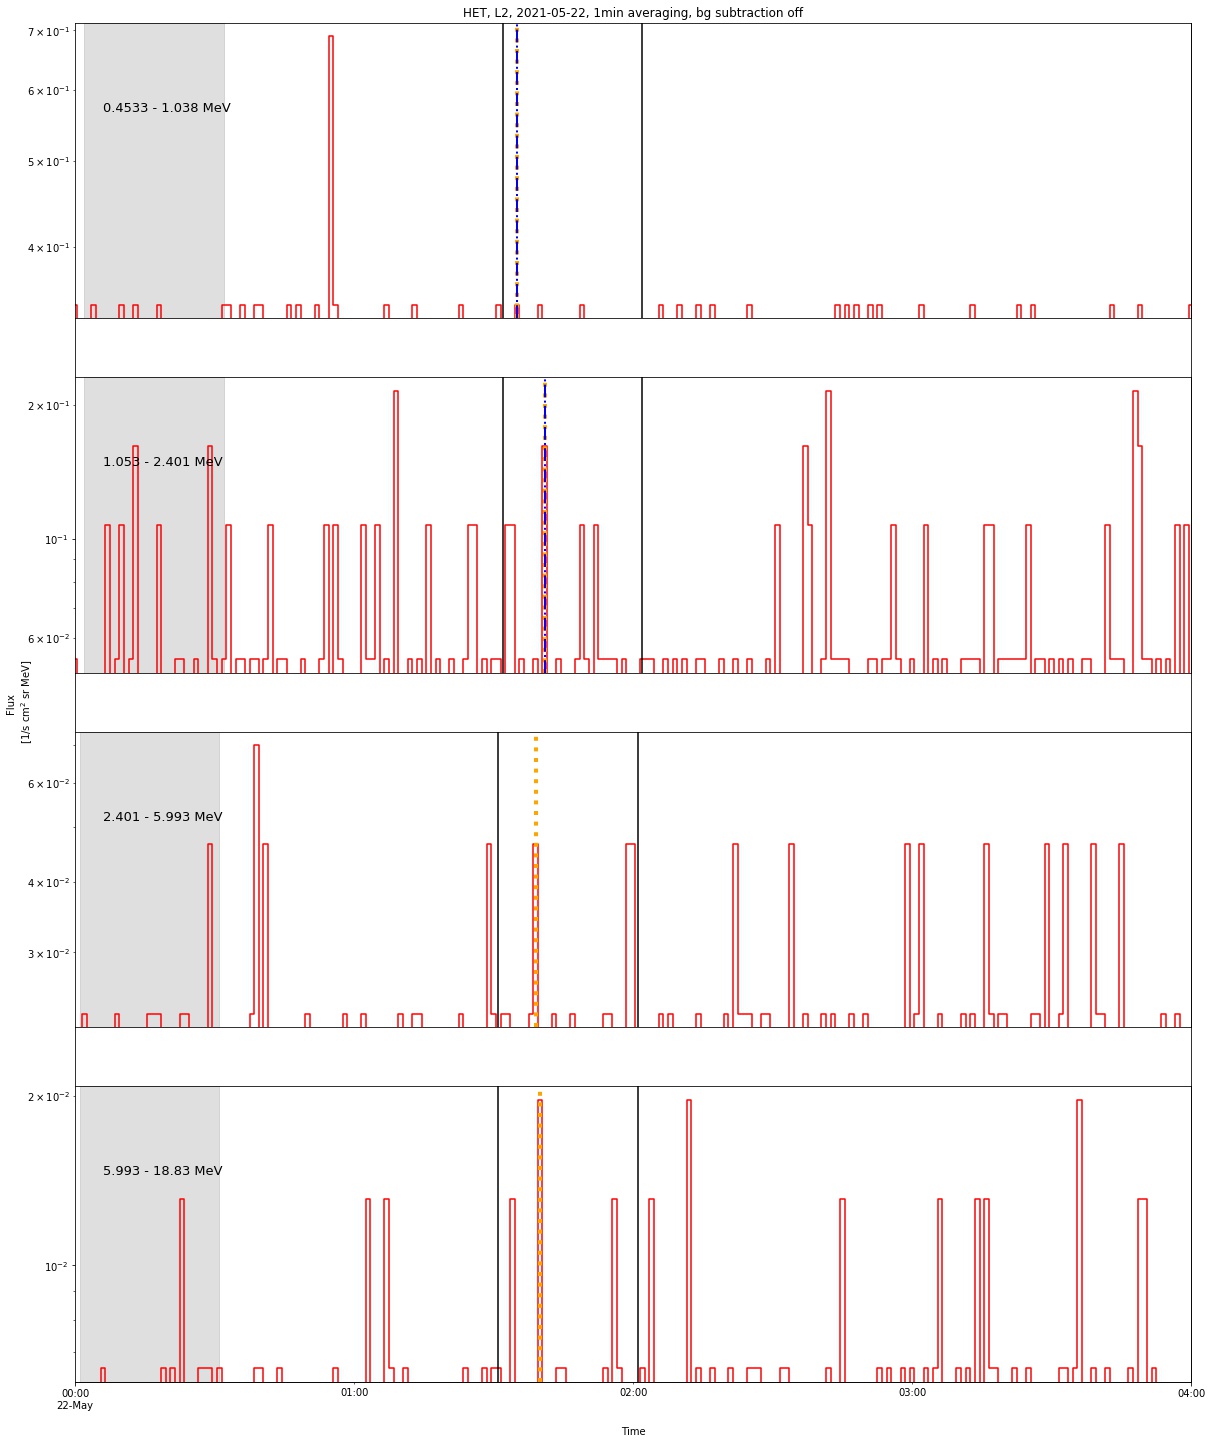 HET, L2, 2021-05-22, 1min averaging, bg subtraction off
7 × 10⁻¹
6 × 10⁻¹
0.4533 - 1.038 MeV
5 × 10⁻¹
4 × 10⁻¹
2 × 10⁻¹
1.053 - 2.401 MeV
10⁻¹
6 × 10⁻²
Flux
[1/s cm² sr MeV]
6 × 10⁻²
2.401 - 5.993 MeV
4 × 10⁻²
3 × 10⁻²
2 × 10⁻²
5.993 - 18.83 MeV
10⁻²
00:00 01:00 02:00 03:00 04:00
22-May
Time